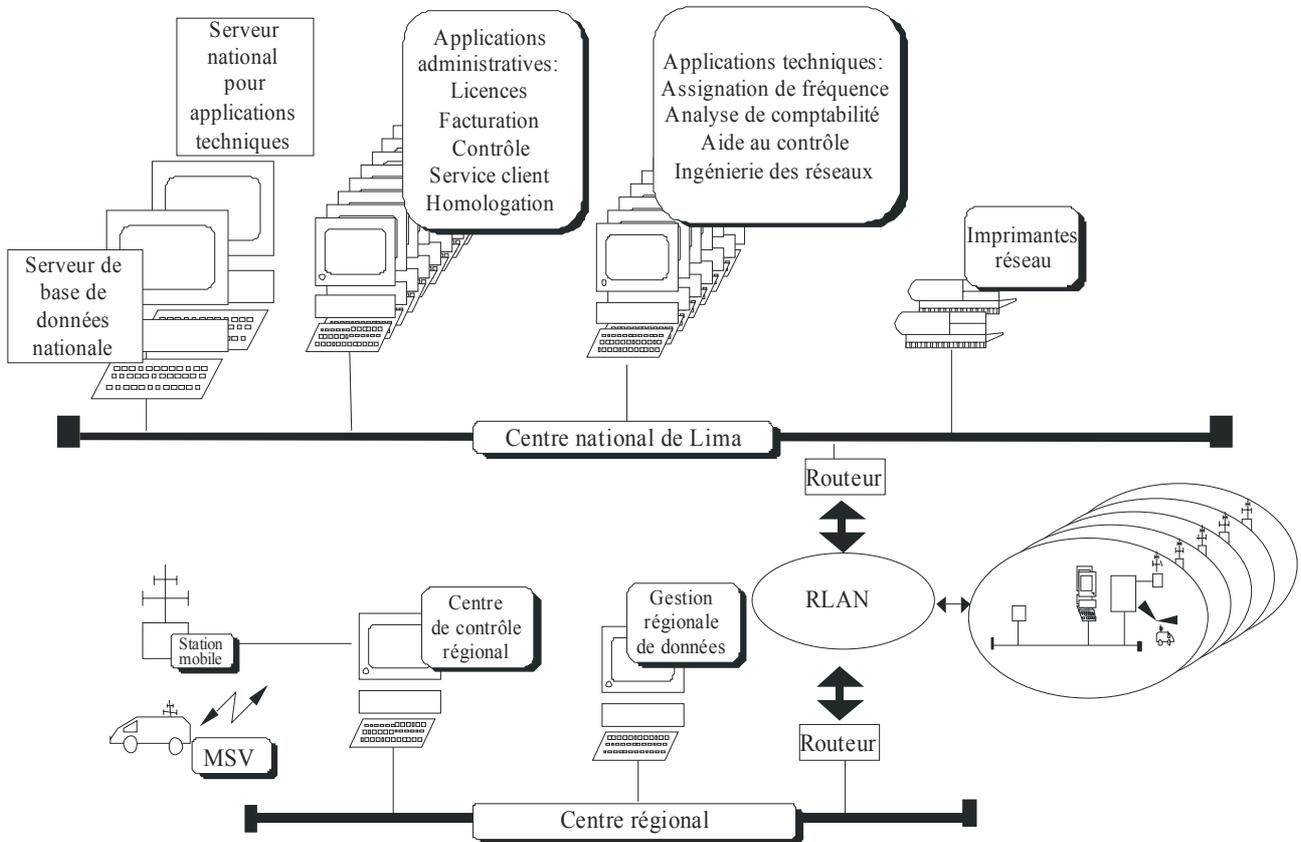 Serveur
national
pour
applications
techniques
Applications
administratives:
Licences
Facturation
Contrôle
Service client
Homologation
Applications techniques:
Assignation de fréquence
Analyse de comptabilité
Aide au contrôle
Ingénierie des réseaux
Imprimantes
réseau
Serveur de
base de
données
nationale
Centre national de Lima
Routeur
RLAN
Station
mobile
Centre
de contrôle
régional
Gestion
régionale
de données
MSV
Routeur
Centre régional